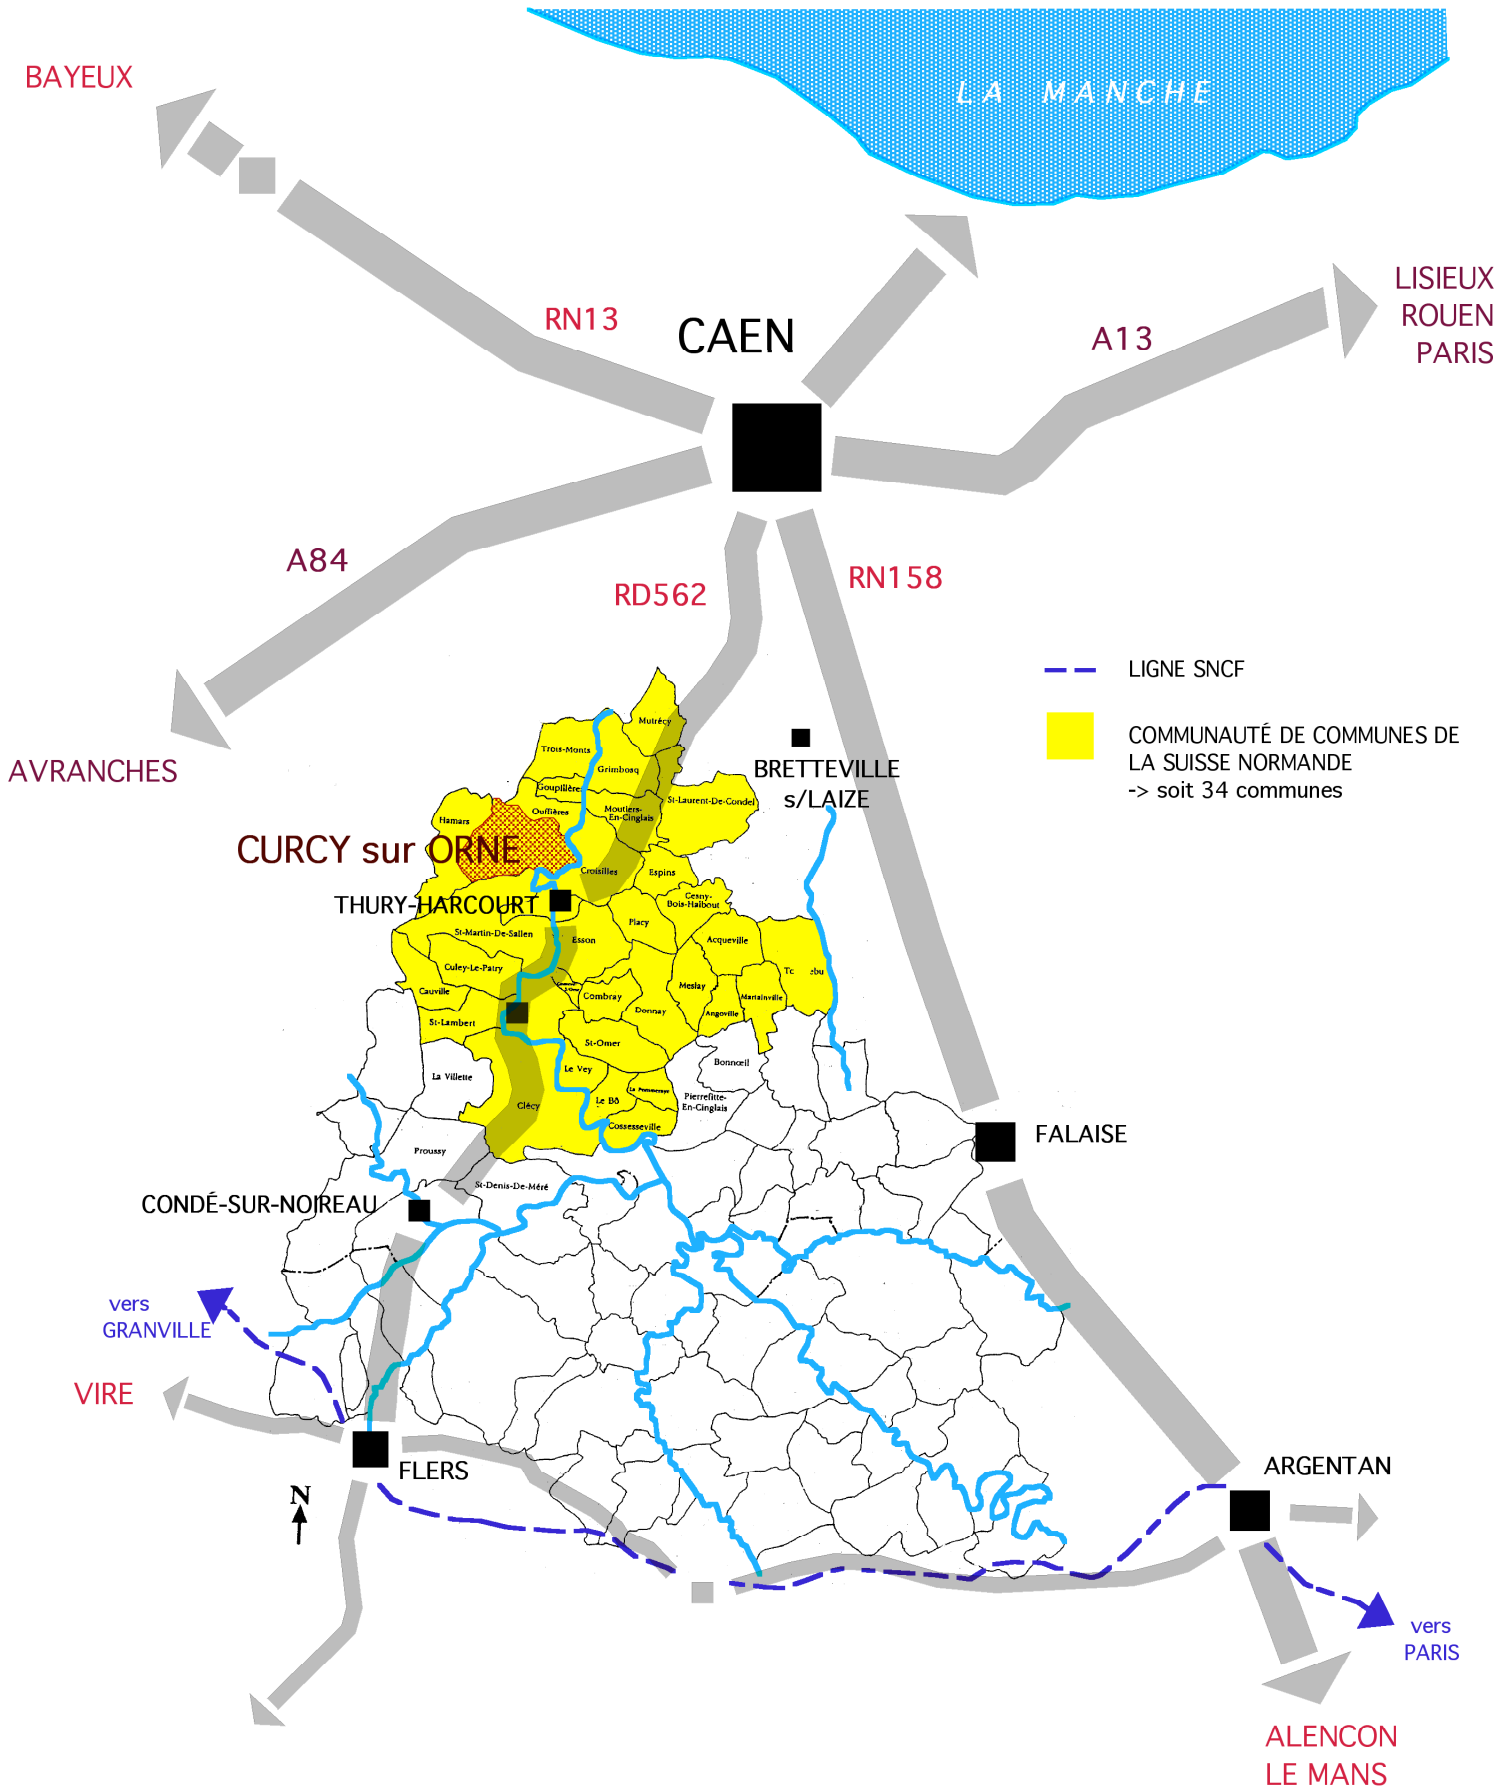 BAYEUX
LA MANCHE
LISIEUX
ROUEN
PARIS
RN13
CAEN
A13
A84
RD562
RN158
AVRANCHES
LIGNE SNCF
COMMUNAUTÉ DE COMMUNES DE
LA SUISSE NORMANDE
-> soit 34 communes
BRETTEVILLE
s/LAIZE
Mutrécy
Trois-Monts
Grimbosq
Goupillères
St-Laurent-De-Condel
Ouffières
Moutiers-
En-Cinglais
Hamars
CURCY sur ORNE
Croisilles
Espins
THURY-HARCOURT
Cesny-
Bois-Halbout
Placy
St-Martin-De-Sallen
Esson
Acqueville
Culey-Le-Patry
Meslay
Cauville
Combray
Martainville
Donnay
Angoville
St-Lambert
St-Omer
Bonnœil
La Villette
Le Vey
La Pommeraye
Pierrefitte-
En-Cinglais
Le Bô
Clécy
Cossesseville
FALAISE
Proussy
St-Denis-De-Méré
CONDÉ-SUR-NOIREAU
vers
GRANVILLE
VIRE
FLERS
ARGENTAN
N
vers
PARIS
ALENCON
LE MANS